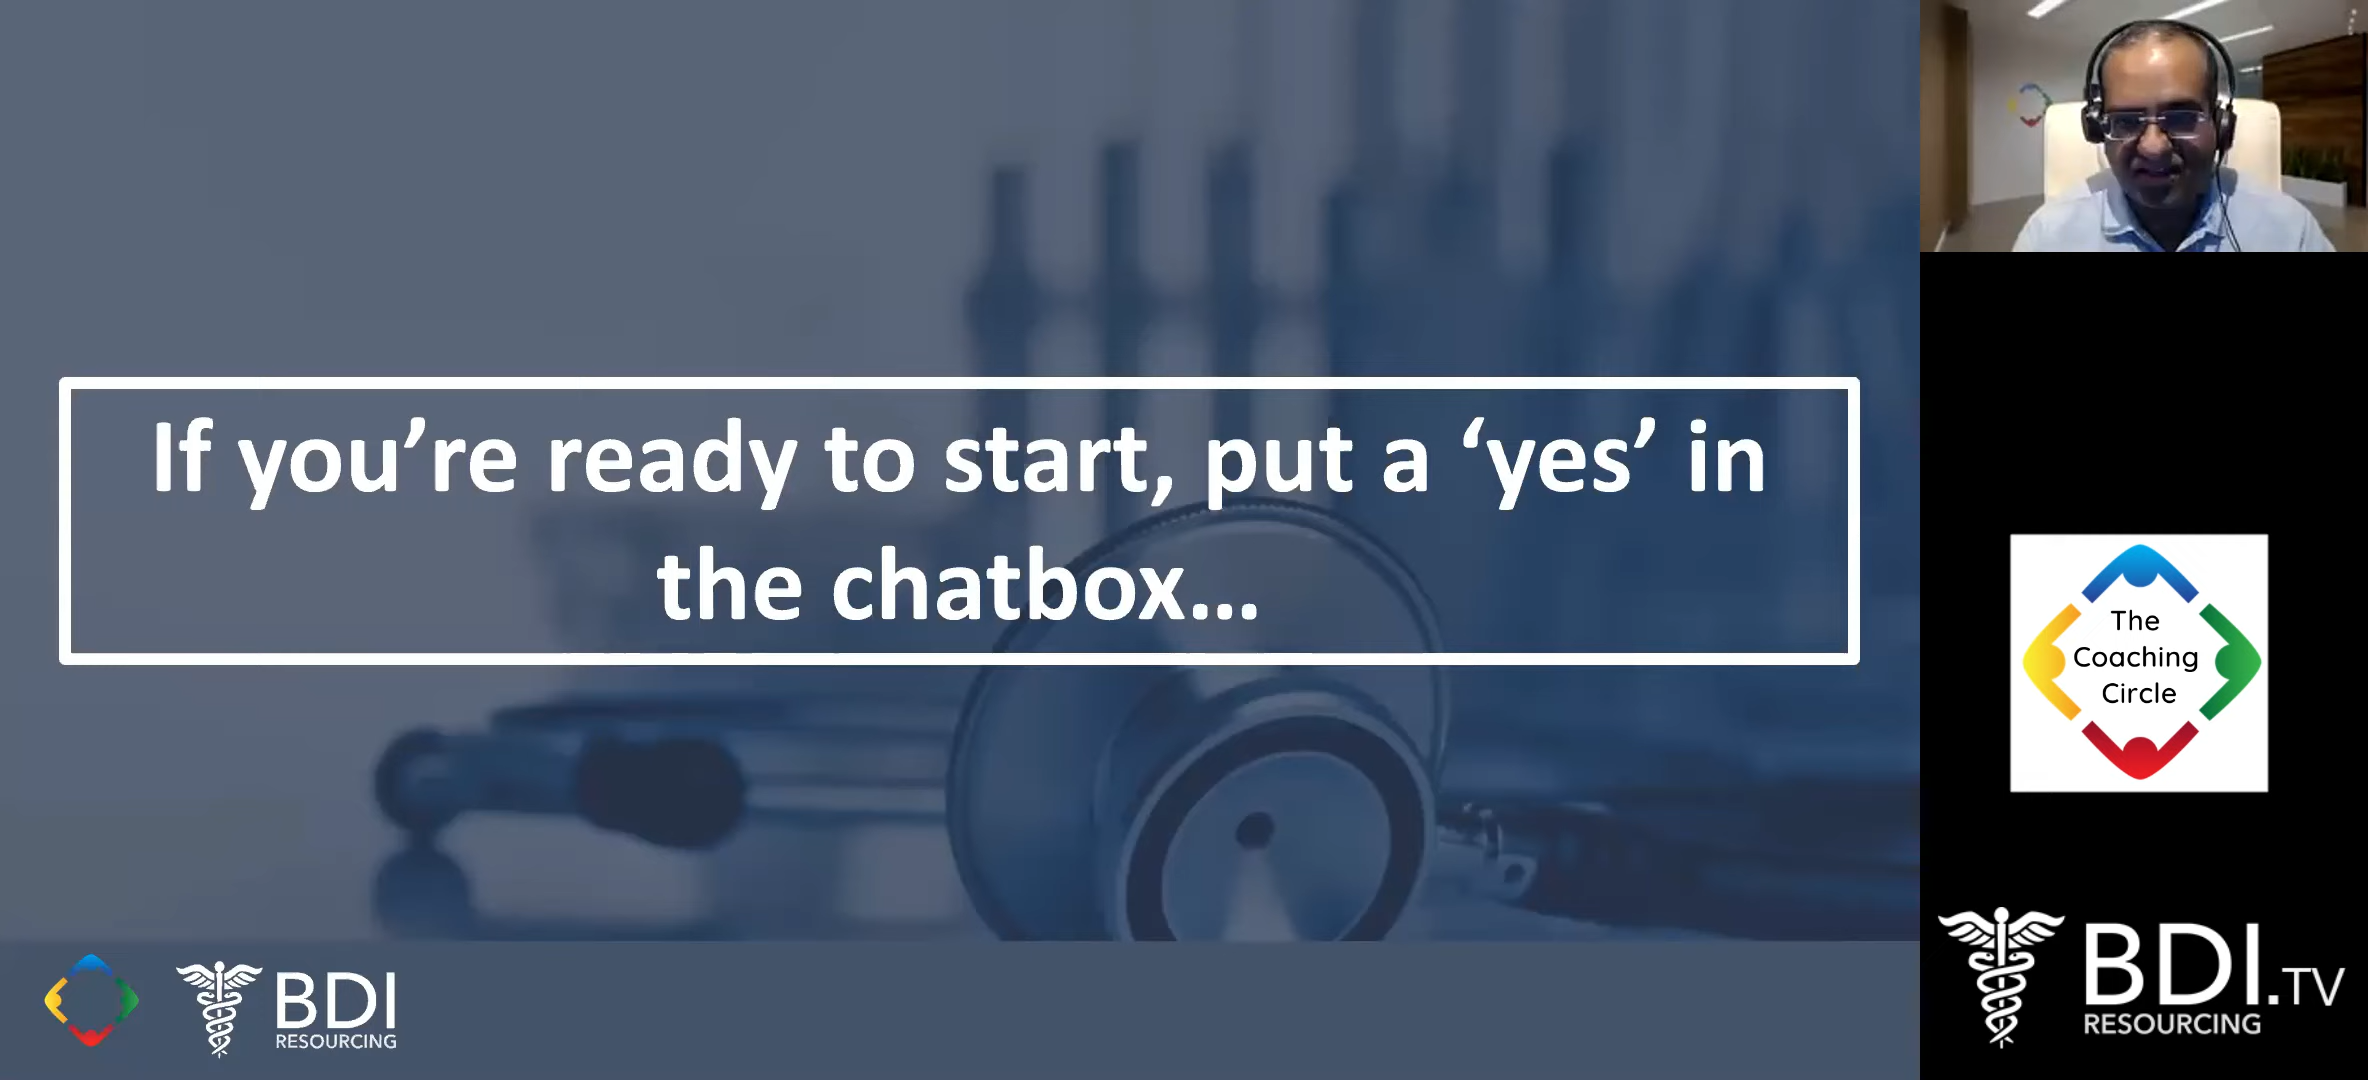 If you’re ready to start, put a ‘yes’ in
the chatbox...
The
Coaching
Circle
BDI
RESOURCING
BDI.TV
RESOURCING